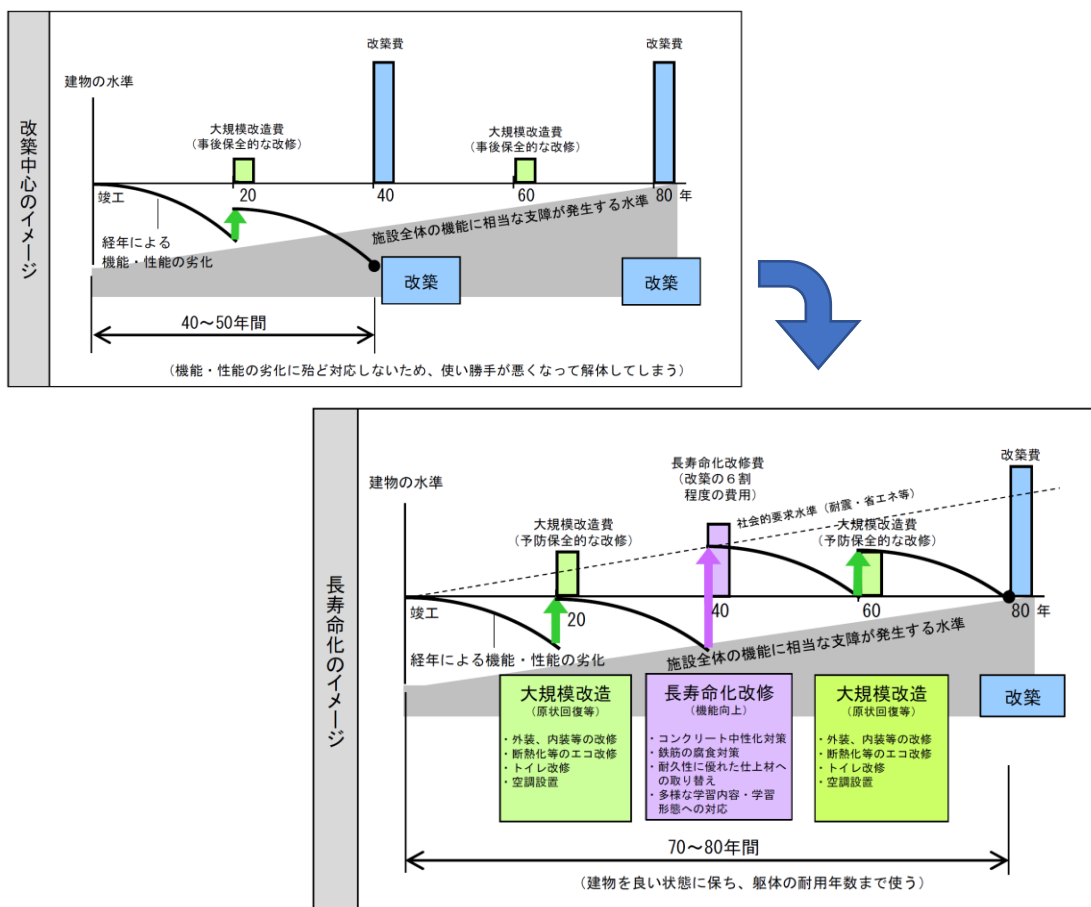 改築中心のイメージ
建物の水準
改築費
改築費
大規模改造費
（事後保全的な改修）
大規模改造費
（事後保全的な改修）
竣工
20
40
60
80 年
経年による
機能・性能の劣化
施設全体の機能に相当な支障が発生する水準
改築
改築
40～50年間
（機能・性能の劣化に殆ど対応しないため、使い勝手が悪くなって解体してしまう）
長寿命化のイメージ
建物の水準
長寿命化改修費
（改築の６割
程度の費用）
改築費
社会的要求水準（耐震・省エネ等）
大規模改造費
（予防保全的な改修）
大規模改造費
（予防保全的な改修）
竣工
20
40
60
80 年
経年による機能・性能の劣化
施設全体の機能に相当な支障が発生する水準
大規模改造
（原状回復等）
・外装、内装等の改修
・断熱化等のエコ改修
・トイレ改修
・空調設置
長寿命化改修
（機能向上）
・コンクリート中性化対策
・鉄筋の腐食対策
・耐久性に優れた仕上材へ
の取り替え
・多様な学習内容・学習
形態への対応
大規模改造
（原状回復等）
・外装、内装等の改修
・断熱化等のエコ改修
・トイレ改修
・空調設置
改築
70～80年間
（建物を良い状態に保ち、躯体の耐用年数まで使う）